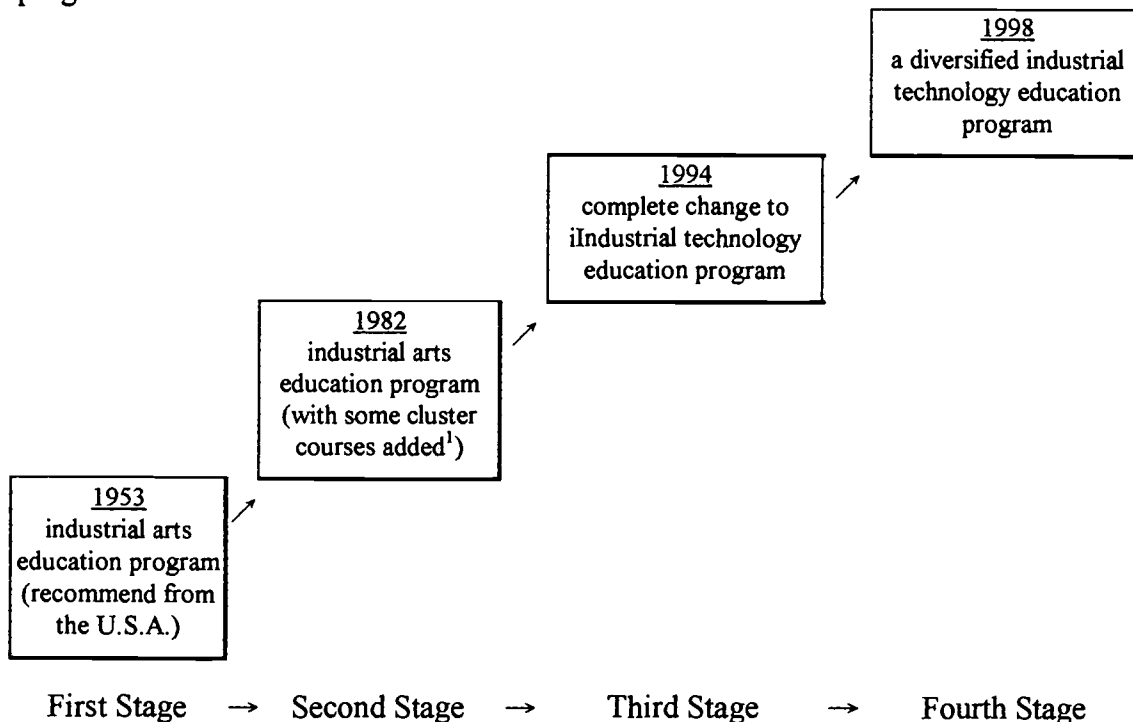 1998
a diversified industrial
technology education
program
1994
complete change to
iIndustrial technology
education program
1982
industrial arts
education program
(with some cluster
courses added¹)
1953
industrial arts
education program
(recommend from
the U.S.A.)
First Stage → Second Stage → Third Stage → Fourth Stage